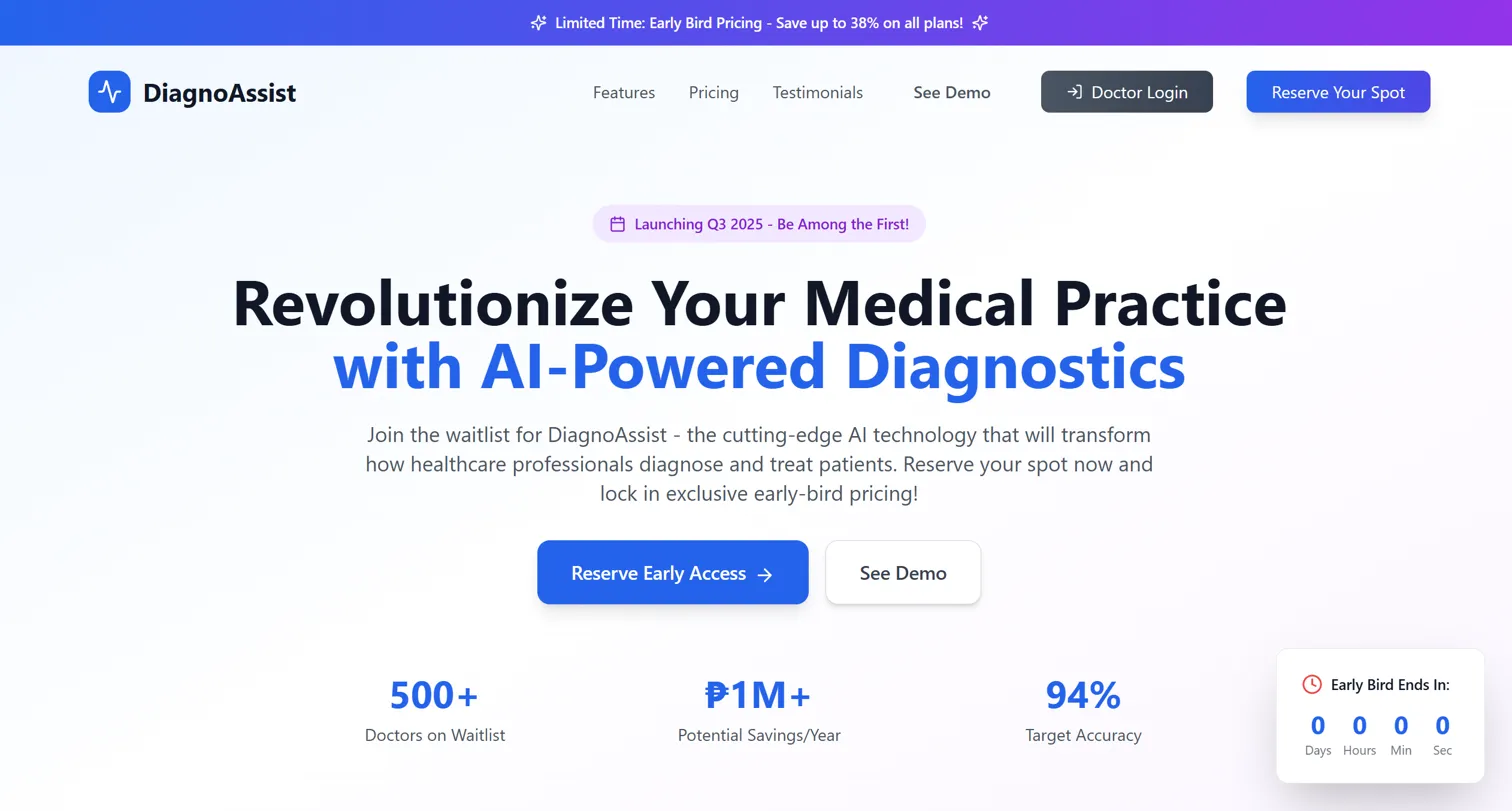 Limited Time: Early Bird Pricing - Save up to 38% on all plans!
DiagnoAssist
Features
Pricing
Testimonials
See Demo
Doctor Login
Reserve Your Spot
Launching Q3 2025 - Be Among the First!
Revolutionize Your Medical Practice
with AI-Powered Diagnostics
Join the waitlist for DiagnoAssist - the cutting-edge AI technology that will transform
how healthcare professionals diagnose and treat patients. Reserve your spot now and
lock in exclusive early-bird pricing!
Reserve Early Access
See Demo
500+
Doctors on Waitlist
₱1M+
Potential Savings/Year
94%
Target Accuracy
Early Bird Ends In:
0 0 0 0
Days Hours Min Sec